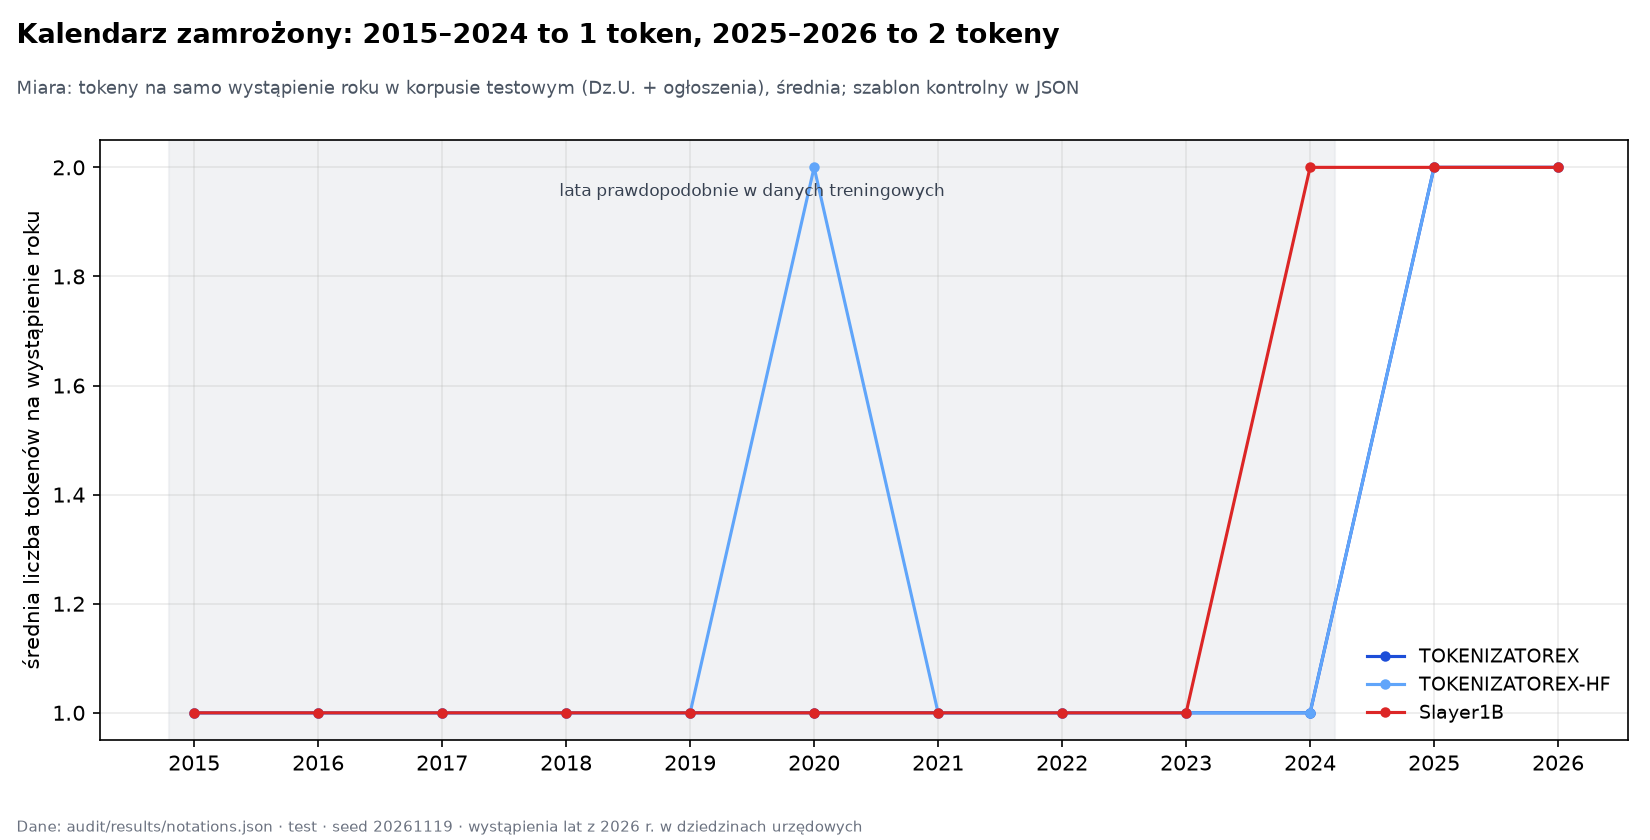 Kalendarz zamrożony: 2015–2024 to 1 token, 2025–2026 to 2 tokeny
Miara: tokeny na samo wystąpienie roku w korpusie testowym (Dz.U. + ogłoszenia), średnia; szablon kontrolny w JSON
średnia liczba tokenów na wystąpienie roku
2.0
1.8
1.6
1.4
1.2
1.0
lata prawdopodobnie w danych treningowych
TOKENIZATOREX
TOKENIZATOREX-HF
Slayer1B
2015 2016 2017 2018 2019 2020 2021 2022 2023 2024 2025 2026
Dane: audit/results/notations.json · test · seed 20261119 · wystąpienia lat z 2026 r. w dziedzinach urzędowych